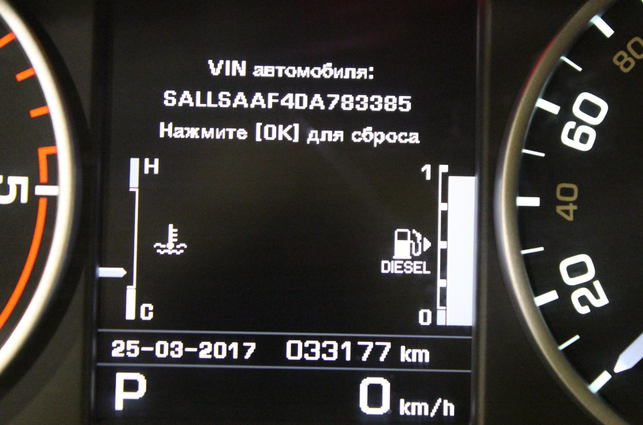 VIN автомобиля:
SALLSAAF4DA783385
Нажмите [OK] для сброса
H
1
5
60
80
40
20
DIESEL
C
0
25-03-2017 033177 km
P 0 km/h